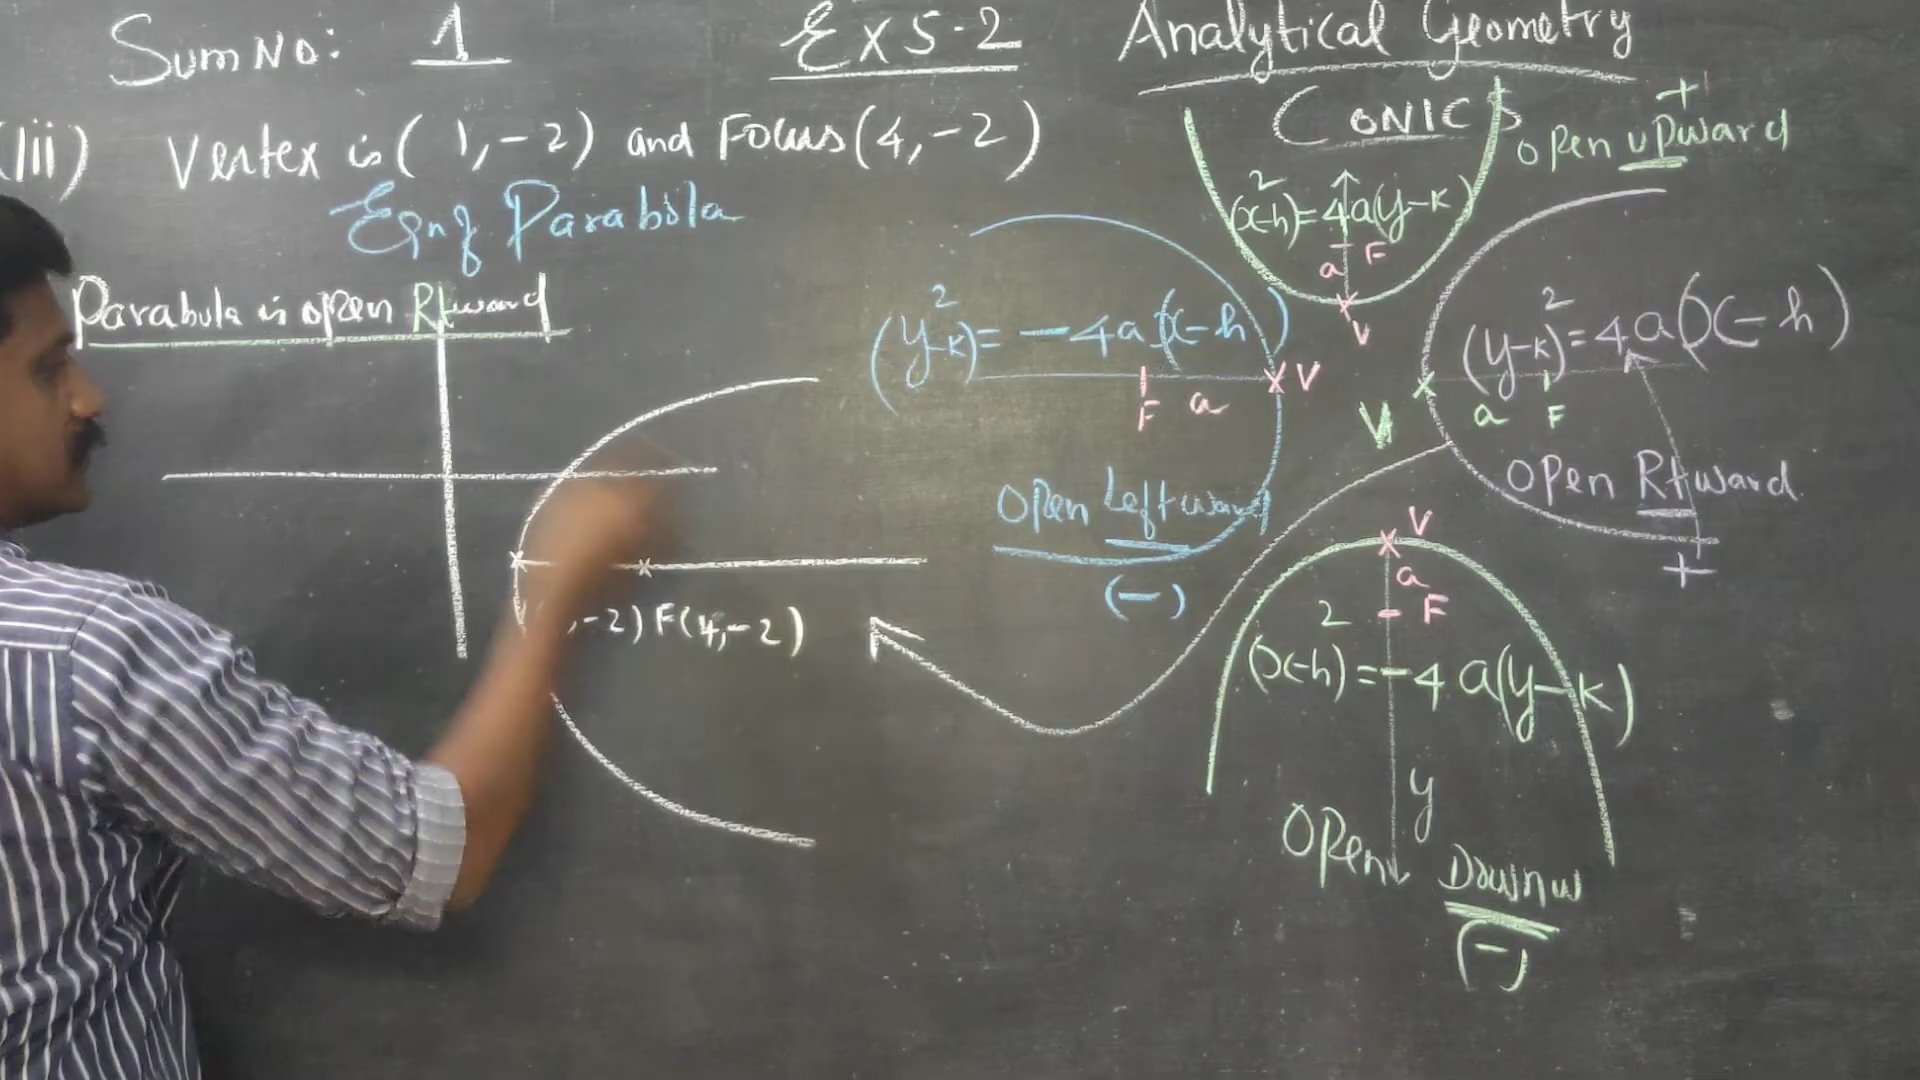 Sum No: 1 Ex 5.2 Analytical Geometry
CONICS
(iii) Vertex is (1, -2) and Focus (4, -2)
Eqn of Parabola
Parabola is open Rtward
, -2) F(4, -2)
+
open upward
(x-h)² = 4a(y-k)
a F
V
(y-k)² = -4a(x-h)
F a V
open Leftward
(-)
(y-k)² = 4a(x-h)
V a F
open Rtward
+
V
a
F
(x-h)² = -4a(y-k)
y
open Downw
(-)